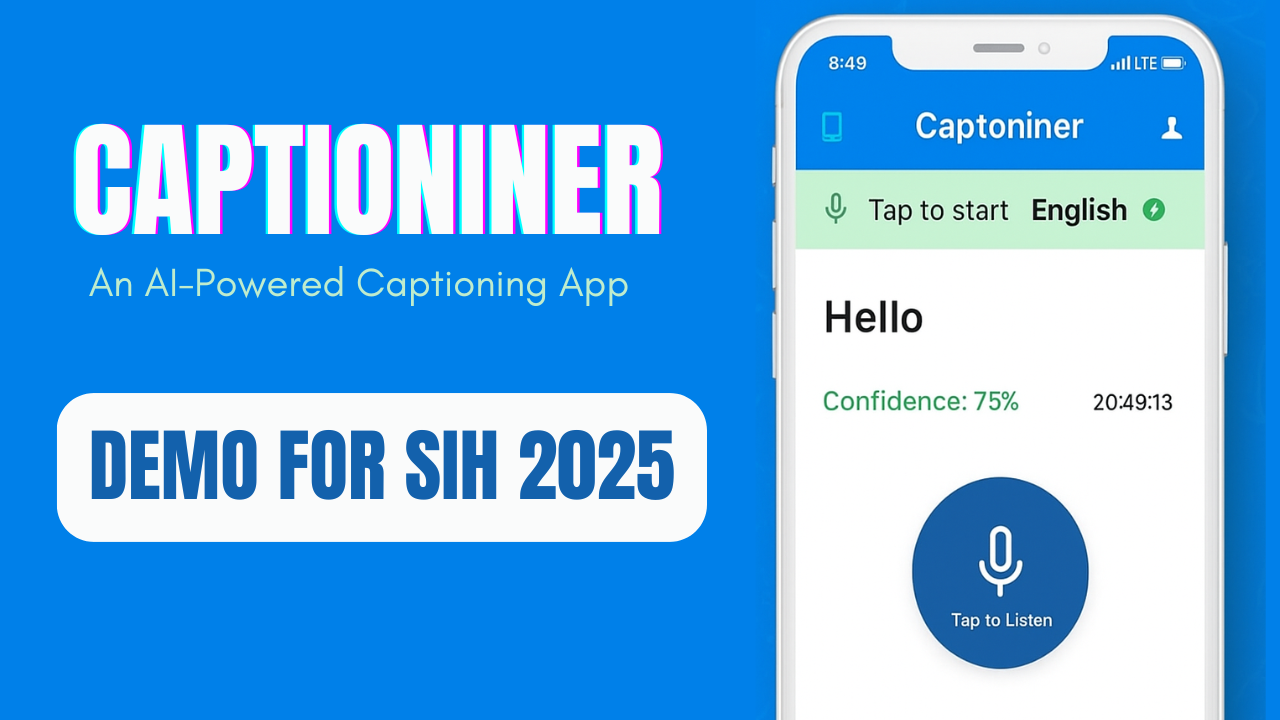 CAPTIONINER
An AI-Powered Captioning App
DEMO FOR SIH 2025
8:49 LTE
Captoniner
Tap to start English
Hello
Confidence: 75% 20:49:13
Tap to Listen